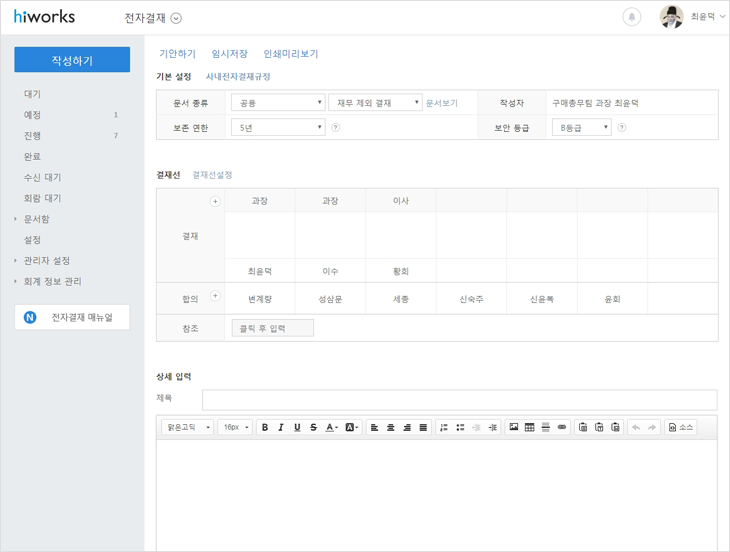 hiworks 전자결재 최윤덕
작성하기
대기
예정 1
진행 7
완료
수신 대기
회람 대기
문서함
설정
관리자 설정
회계 정보 관리
N 전자결재 매뉴얼
기안하기 임시저장 인쇄미리보기
기본 설정 사내전자결재규정
문서 종류 공용 재무 제외 결재 문서보기 작성자 구매총무팀 과장 최윤덕
보존 연한 5년 ? 보안 등급 B등급 ?
결재선 결재선설정
+ 과장 과장 이사
결재
최윤덕 이수 황희
합의 + 변계량 성삼문 세종 신숙주 신윤복 윤회
참조 클릭 후 입력
상세 입력
제목
맑은고딕 16px B I U S A A 소스